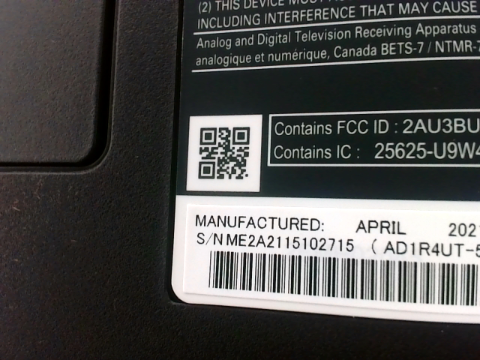 (2) THIS DEVICE MUST
INCLUDING INTERFERENCE THAT MAY CAUSE
Analog and Digital Television Receiving Apparatus
analogique et numérique, Canada BETS-7 / NTMR-7
Contains FCC ID : 2AU3BU
Contains IC : 25625-U9W4
MANUFACTURED: APRIL 2021
S/N ME2A2115102715 ( AD1R4UT-5